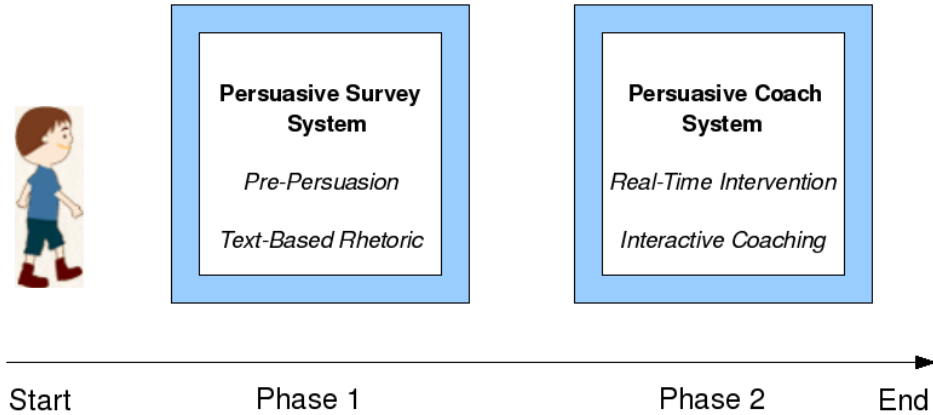 Persuasive Survey
System
Pre-Persuasion
Text-Based Rhetoric
Persuasive Coach
System
Real-Time Intervention
Interactive Coaching
Start
Phase 1
Phase 2
End